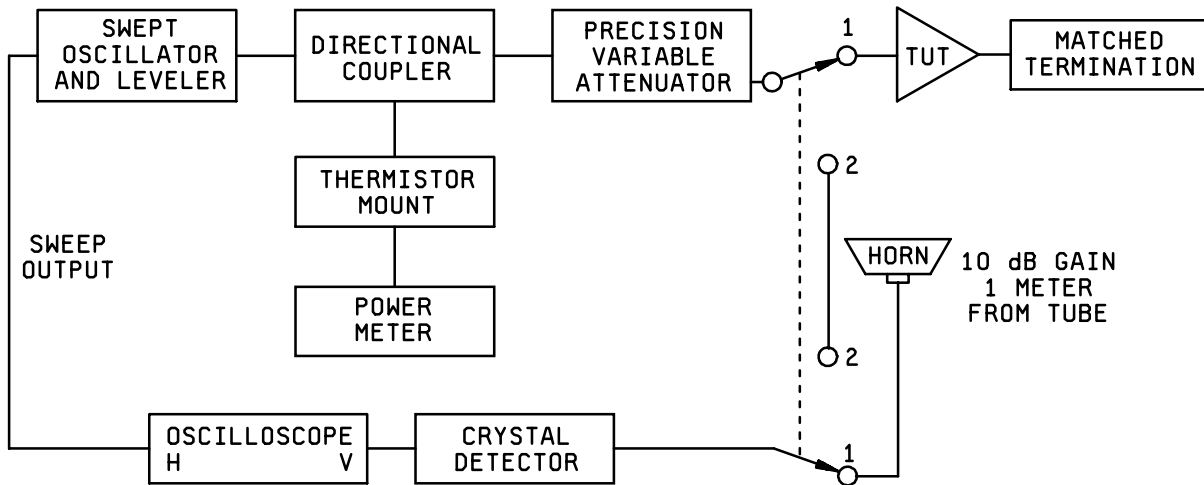 SWEPT
OSCILLATOR
AND LEVELER
DIRECTIONAL
COUPLER
PRECISION
VARIABLE
ATTENUATOR
1
TUT
MATCHED
TERMINATION
THERMISTOR
MOUNT
2
SWEEP
OUTPUT
HORN
10 dB GAIN
1 METER
FROM TUBE
POWER
METER
2
OSCILLOSCOPE
H V
CRYSTAL
DETECTOR
1